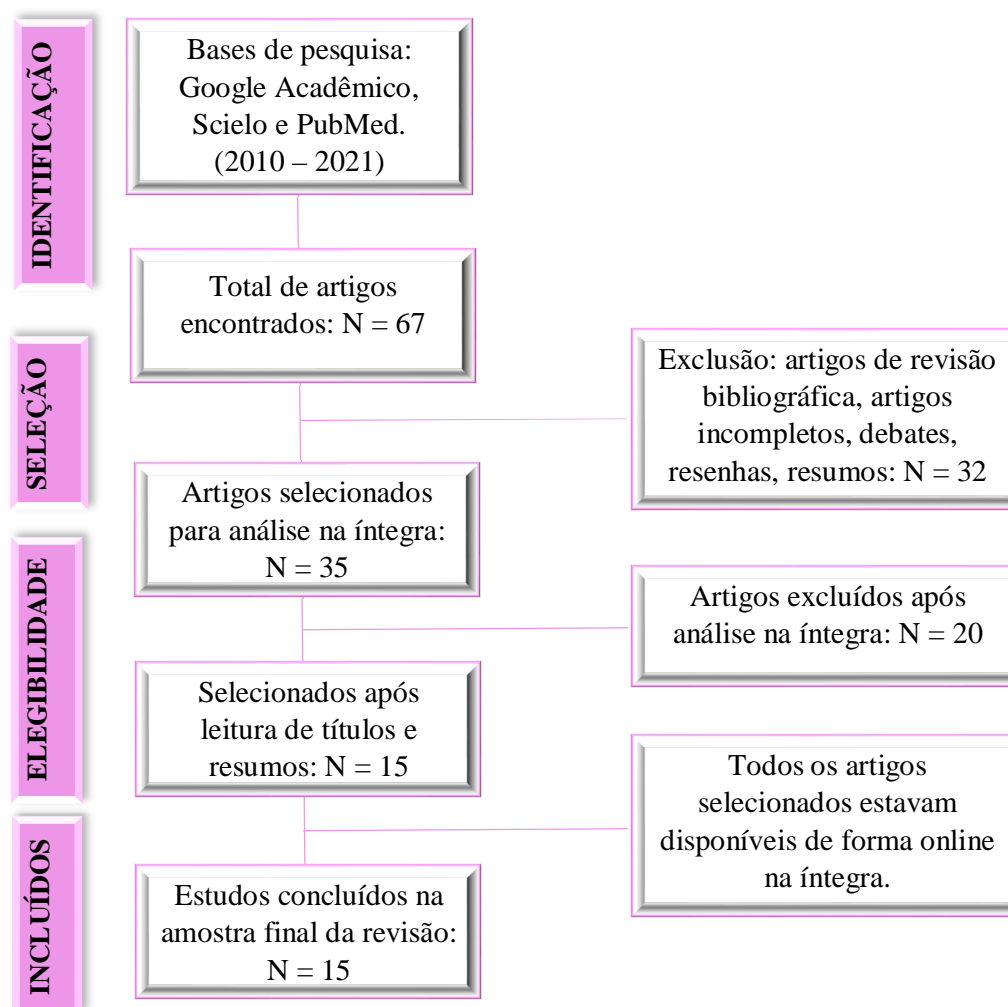 IDENTIFICAÇÃO
Bases de pesquisa:
Google Acadêmico,
Scielo e PubMed.
(2010 – 2021)
Total de artigos
encontrados: N = 67
SELEÇÃO
Exclusão: artigos de revisão
bibliográfica, artigos
incompletos, debates,
resenhas, resumos: N = 32
Artigos selecionados
para análise na íntegra:
N = 35
ELEGIBILIDADE
Artigos excluídos após
análise na íntegra: N = 20
Selecionados após
leitura de títulos e
resumos: N = 15
Todos os artigos
selecionados estavam
disponíveis de forma online
na íntegra.
INCLUÍDOS
Estudos concluídos na
amostra final da revisão:
N = 15